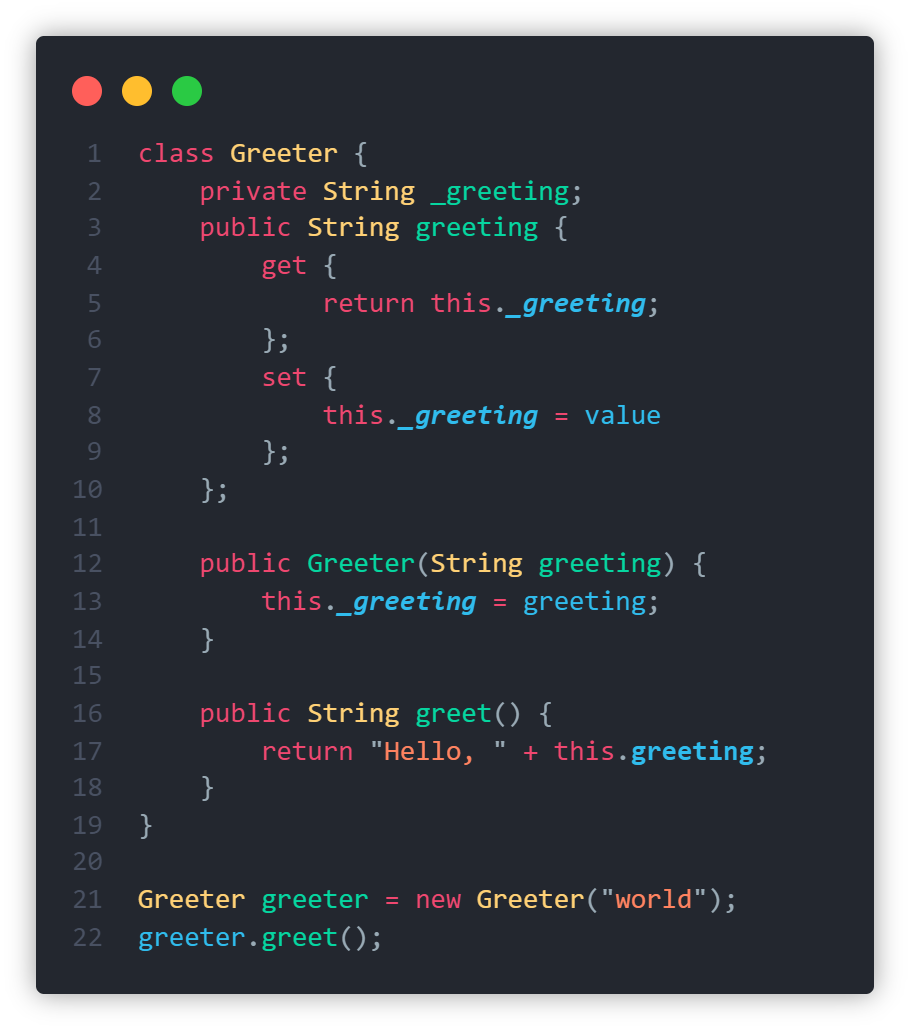 1 class Greeter {
2     private String _greeting;
3     public String greeting {
4         get {
5             return this._greeting;
6         };
7         set {
8             this._greeting = value
9         };
10     };
11
12     public Greeter(String greeting) {
13         this._greeting = greeting;
14     }
15
16     public String greet() {
17         return "Hello, " + this.greeting;
18     }
19 }
20
21 Greeter greeter = new Greeter("world");
22 greeter.greet();